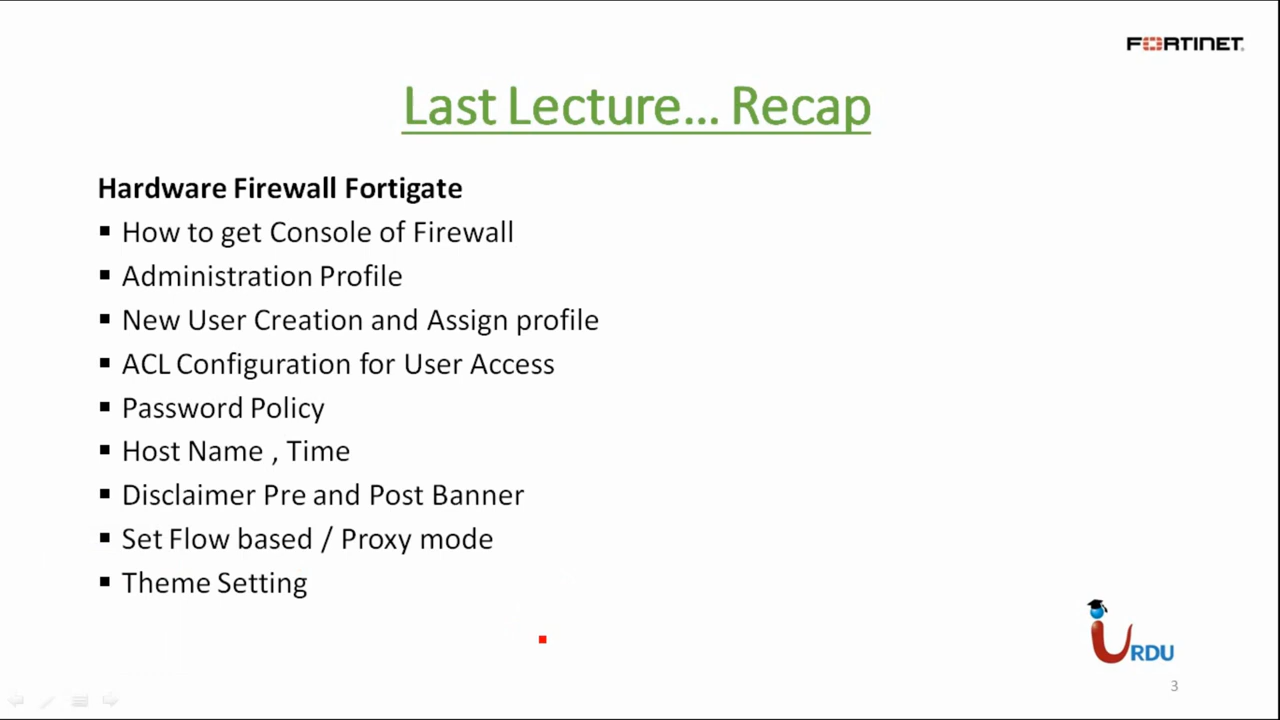 FORTINET
Last Lecture... Recap
Hardware Firewall Fortigate
▪ How to get Console of Firewall
▪ Administration Profile
▪ New User Creation and Assign profile
▪ ACL Configuration for User Access
▪ Password Policy
▪ Host Name , Time
▪ Disclaimer Pre and Post Banner
▪ Set Flow based / Proxy mode
▪ Theme Setting
iURDU
3